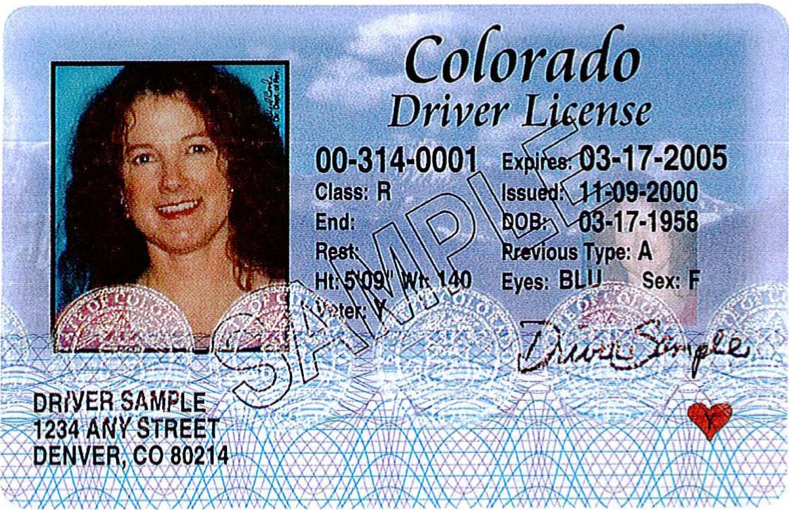 Colorado
Driver License
00-314-0001 Expires: 03-17-2005
Class: R Issued: 11-09-2000
End: DOB: 03-17-1958
Rest: Previous Type: A
Ht: 5'09" Wt: 140 Eyes: BLU Sex: F
Voter: Y
SAMPLE
Driver Sample
DRIVER SAMPLE
1234 ANY STREET
DENVER, CO 80214
Y